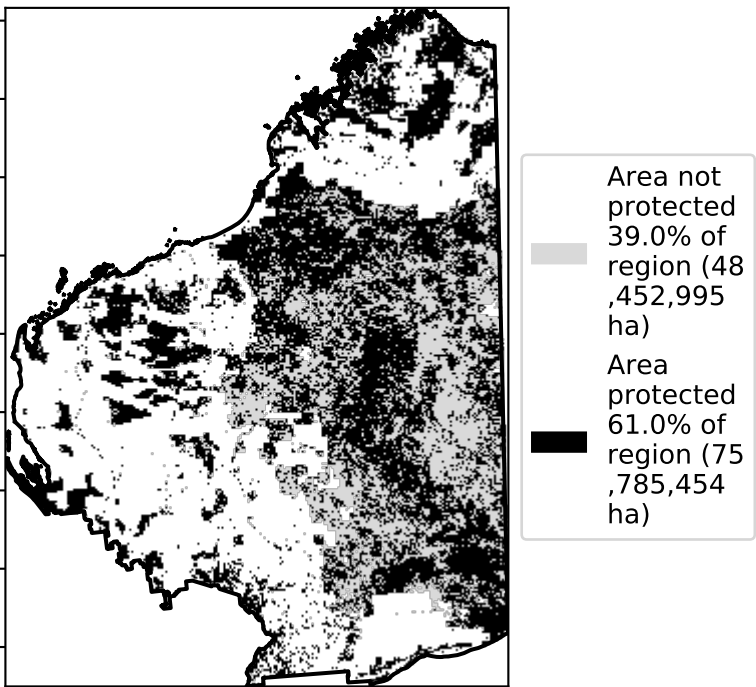 Area not
protected
39.0% of
region (48
,452,995
ha)
Area
protected
61.0% of
region (75
,785,454
ha)